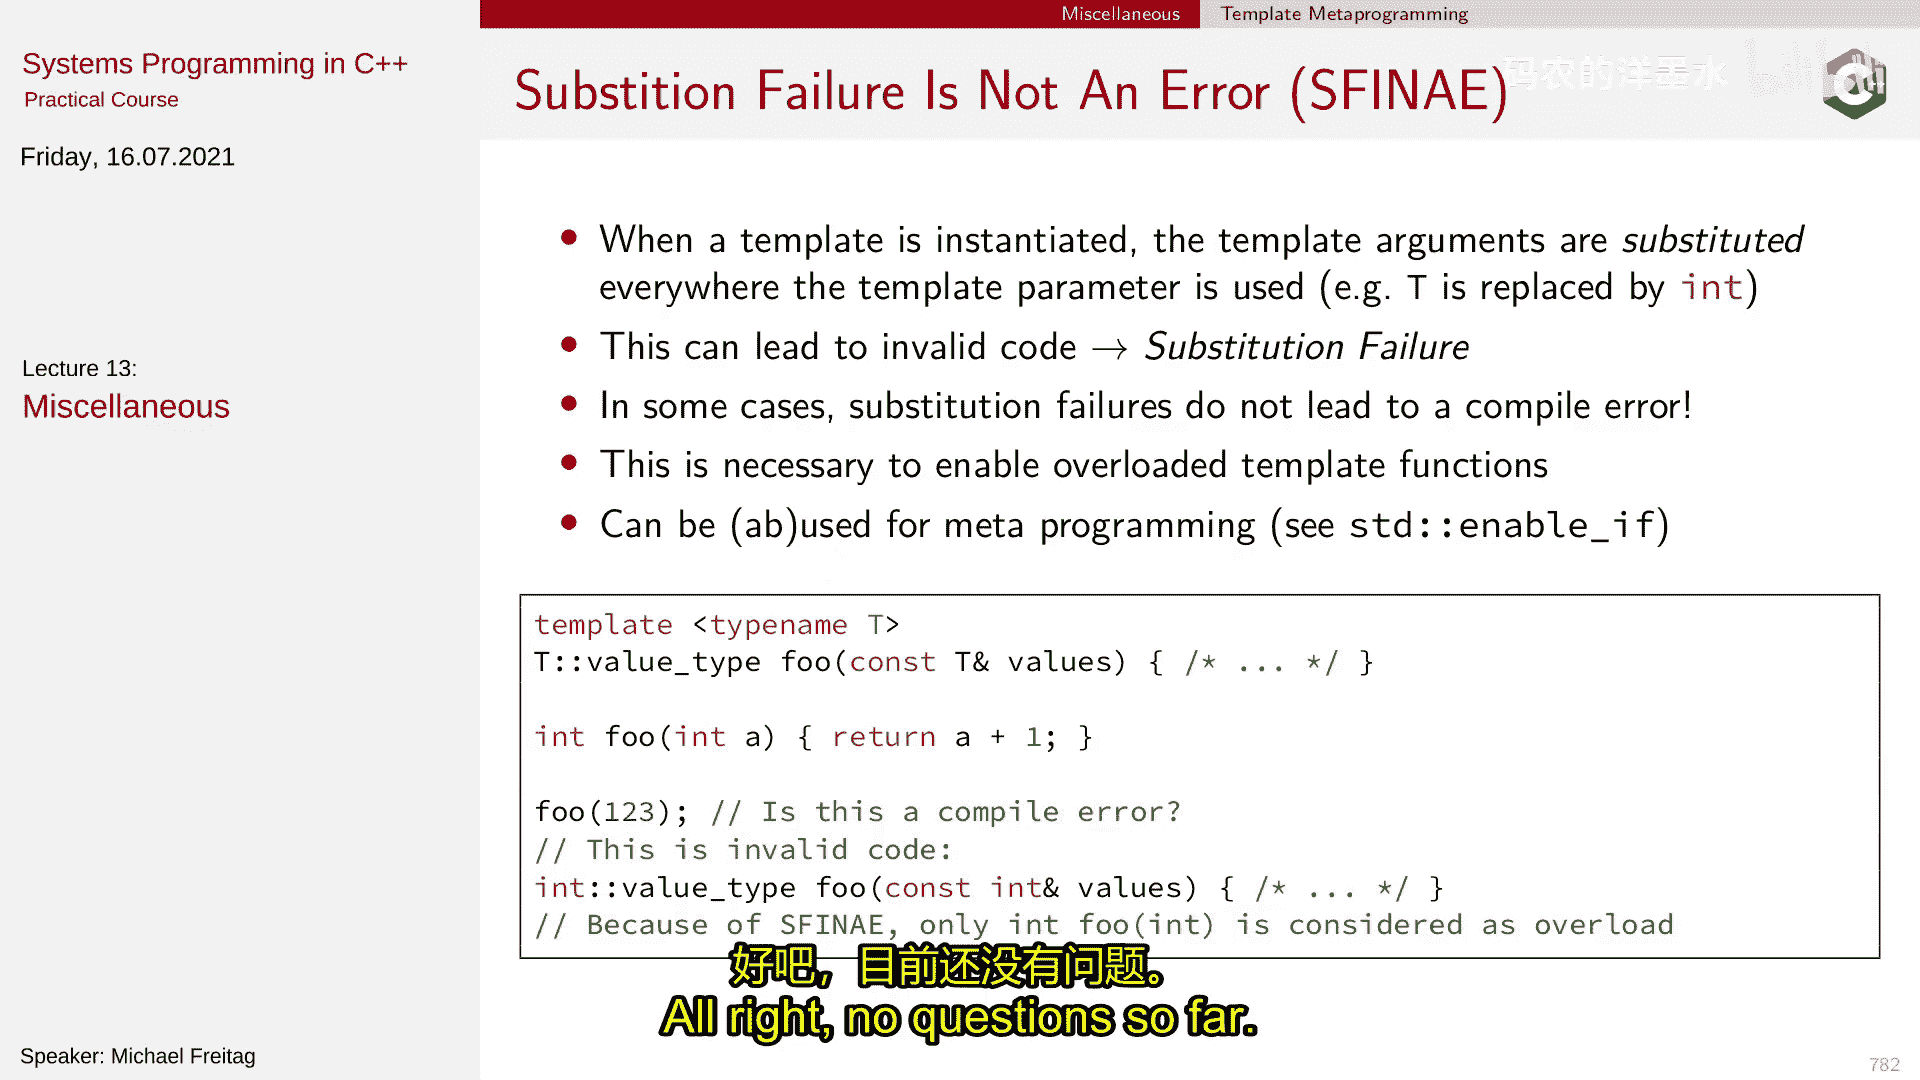 Miscellaneous
Template Metaprogramming
Systems Programming in C++
Practical Course
Friday, 16.07.2021
Lecture 13:
Miscellaneous
Speaker: Michael Freitag
Substition Failure Is Not An Error (SFINAE)
码农的洋墨水
• When a template is instantiated, the template arguments are substituted
everywhere the template parameter is used (e.g. T is replaced by int)
• This can lead to invalid code → Substitution Failure
• In some cases, substitution failures do not lead to a compile error!
• This is necessary to enable overloaded template functions
• Can be (ab)used for meta programming (see std::enable_if)
template <typename T>
T::value_type foo(const T& values) { /* ... */ }
int foo(int a) { return a + 1; }
foo(123); // Is this a compile error?
// This is invalid code:
int::value_type foo(const int& values) { /* ... */ }
// Because of SFINAE, only int foo(int) is considered as overload
好吧，目前还没有问题。
All right, no questions so far.
782